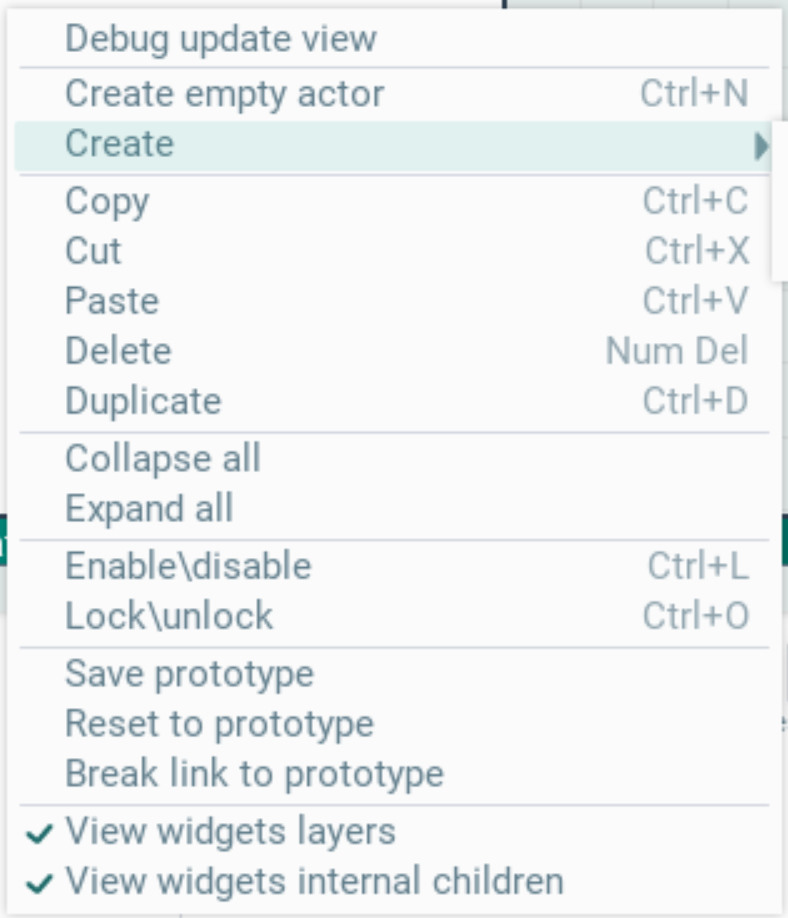 Debug update view
Create empty actor Ctrl+N
Create
Copy Ctrl+C
Cut Ctrl+X
Paste Ctrl+V
Delete Num Del
Duplicate Ctrl+D
Collapse all
Expand all
Enable\disable Ctrl+L
Lock\unlock Ctrl+O
Save prototype
Reset to prototype
Break link to prototype
View widgets layers
View widgets internal children